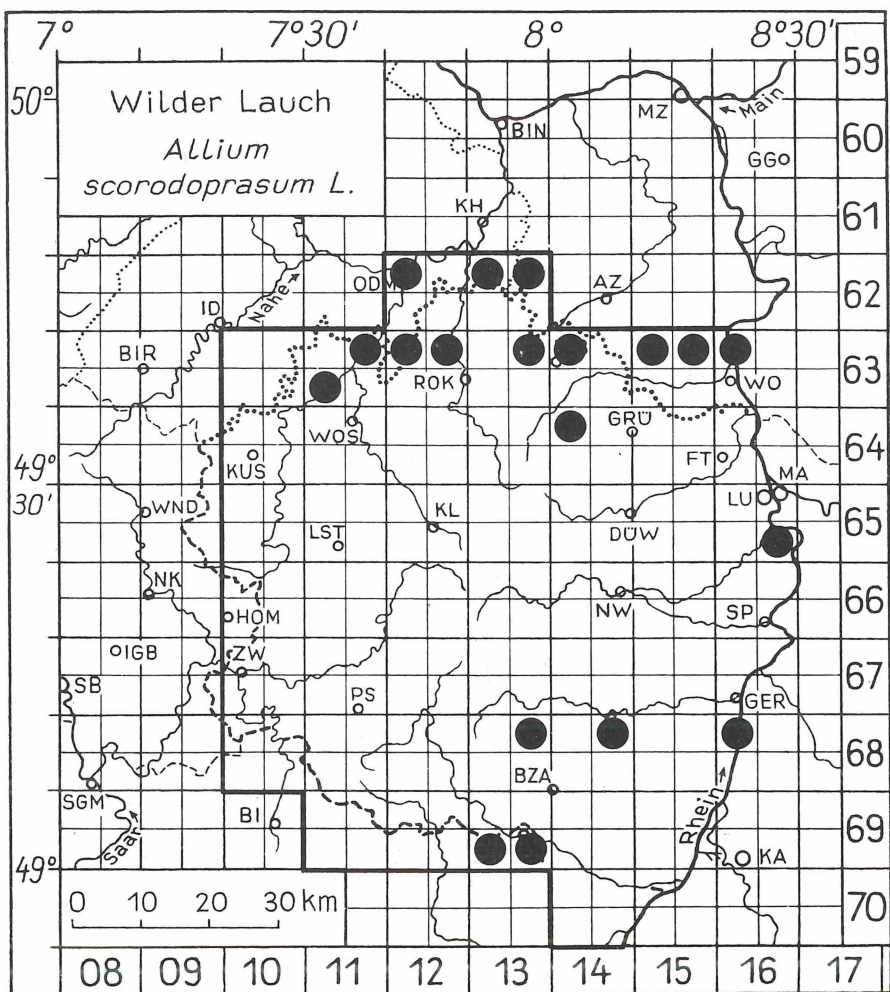 7° 7°30' 8° 8°30'
Wilder Lauch
Allium
scorodoprasum L.
59
50°
MZ
Main
BIN
60
GG
KH
61
ODM
AZ
62
ID
Nahe
BIR
ROK
WO
63
WOS
GRÜ
64
KUS
FT
MA
49°
30'
WND
LU
KL
65
LST
DÜW
NK
NW
66
HOM
SP
IGB
ZW
67
SB
PS
GER
68
BZA
SGM
BI
Rhein
69
Saar
KA
49°
0 10 20 30 km
70
08 09 10 11 12 13 14 15 16 17